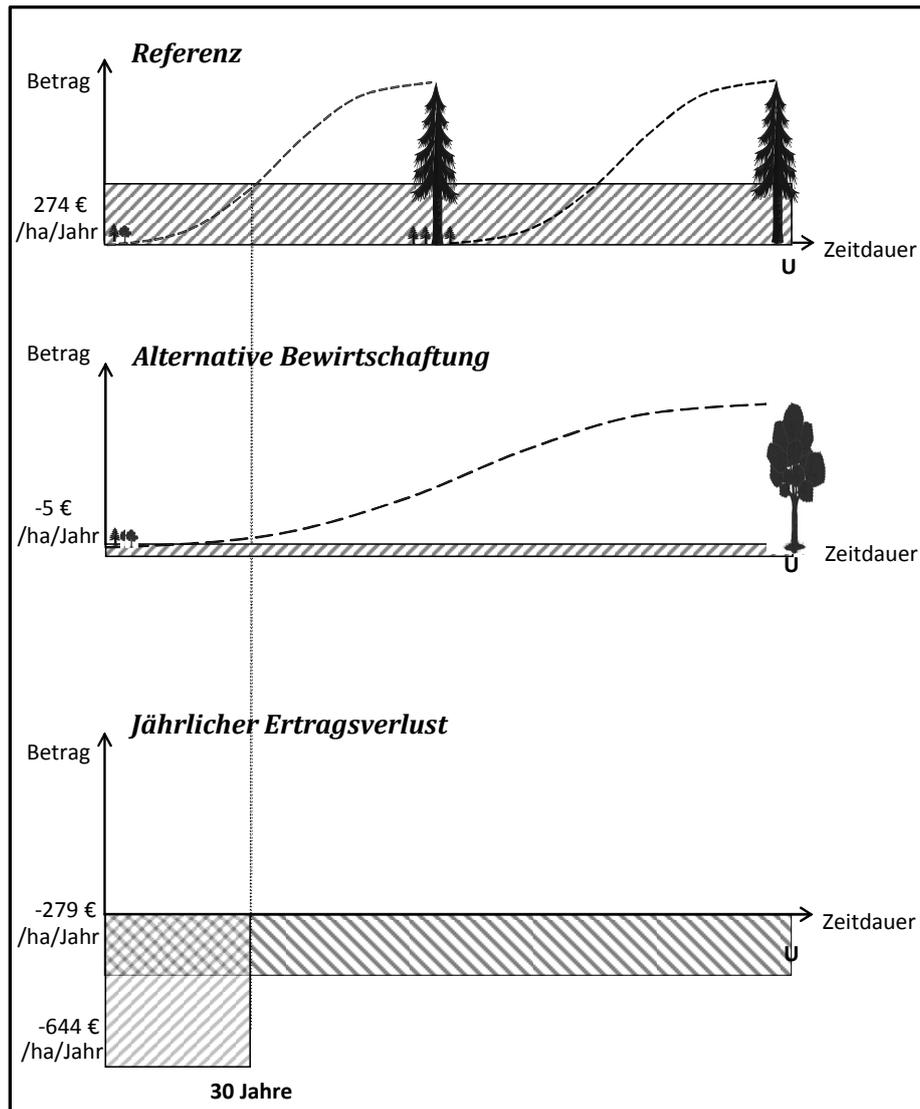 Referenz
Betrag
274 €
/ha/Jahr
Zeitdauer
U
Betrag
Alternative Bewirtschaftung
-5 €
/ha/Jahr
Zeitdauer
U
Jährlicher Ertragsverlust
Betrag
-279 €
/ha/Jahr
Zeitdauer
U
-644 €
/ha/Jahr
30 Jahre